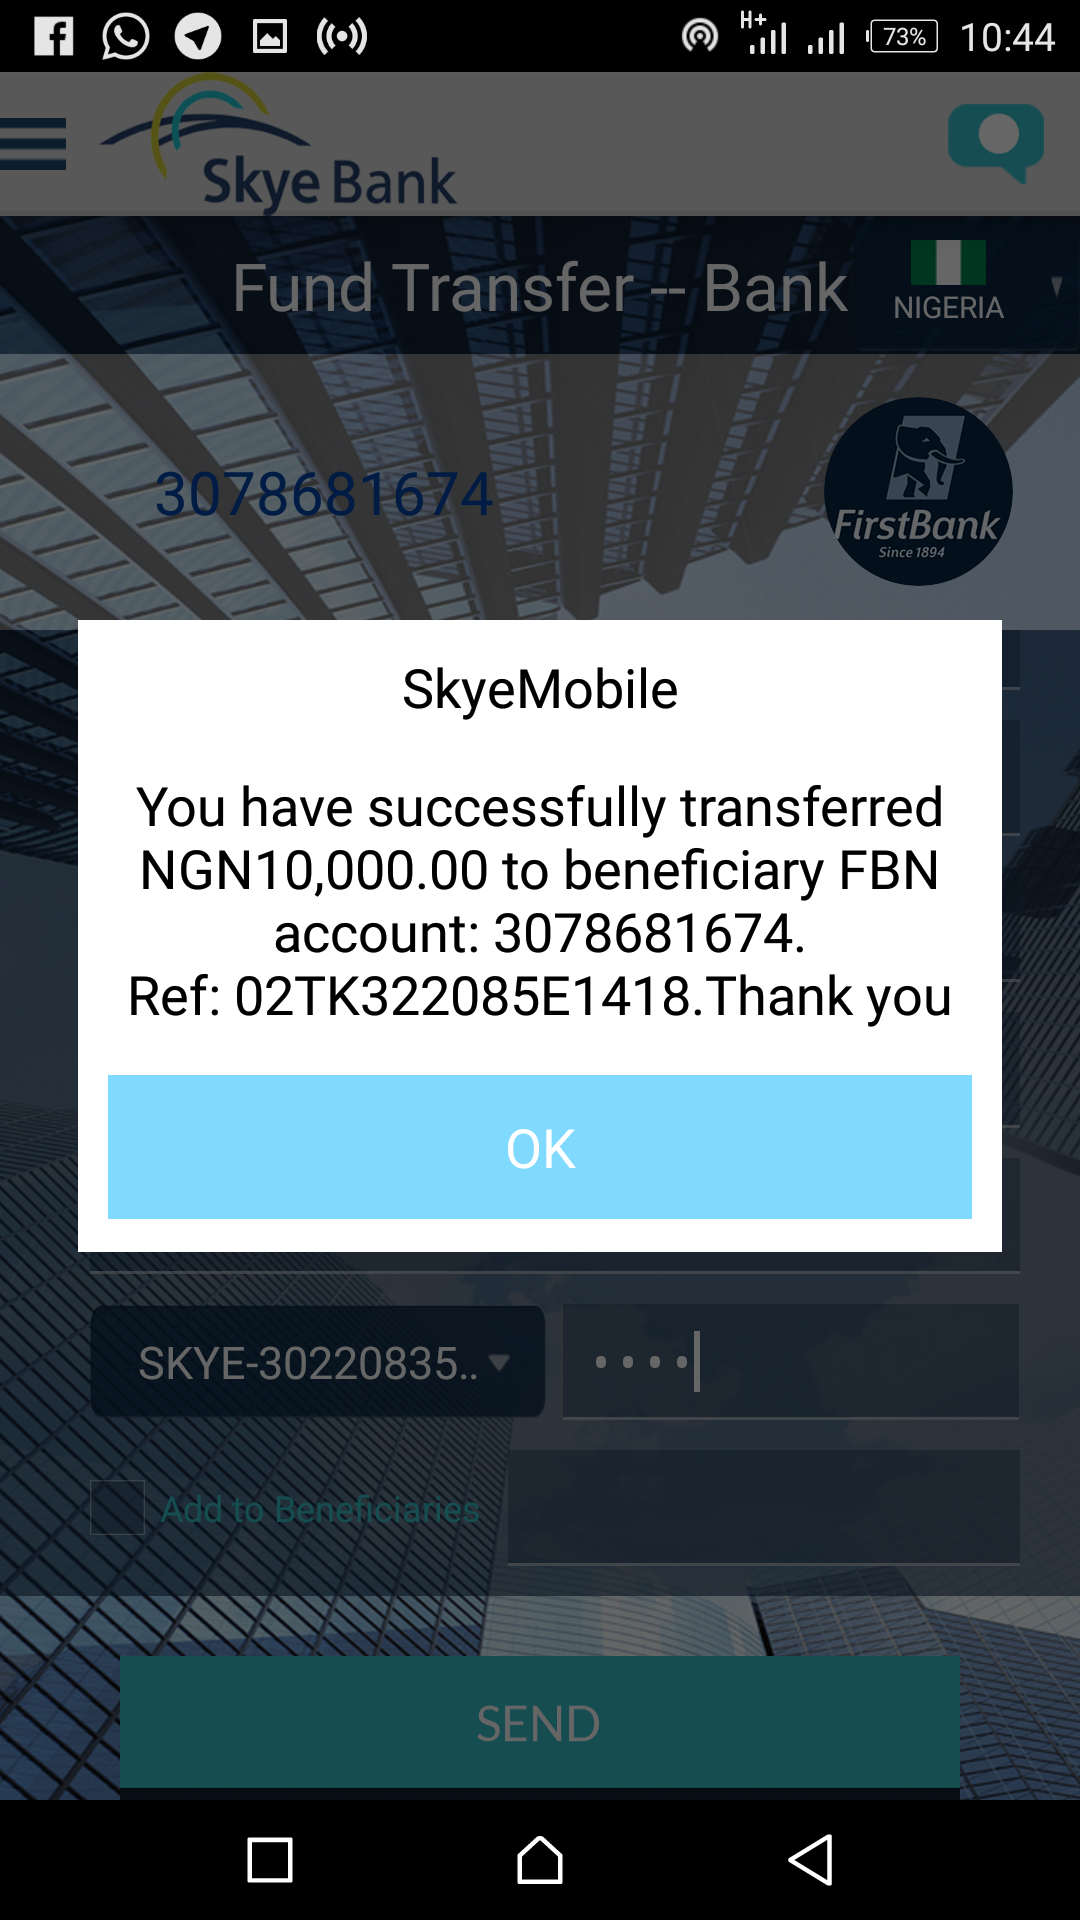 H+ 73% 10:44
Skye Bank
Fund Transfer -- Bank
NIGERIA
3078681674
FirstBank
Since 1894
SkyeMobile
You have successfully transferred
NGN10,000.00 to beneficiary FBN
account: 3078681674.
Ref: 02TK322085E1418.Thank you
OK
SKYE-30220835..
Add to Beneficiaries
SEND